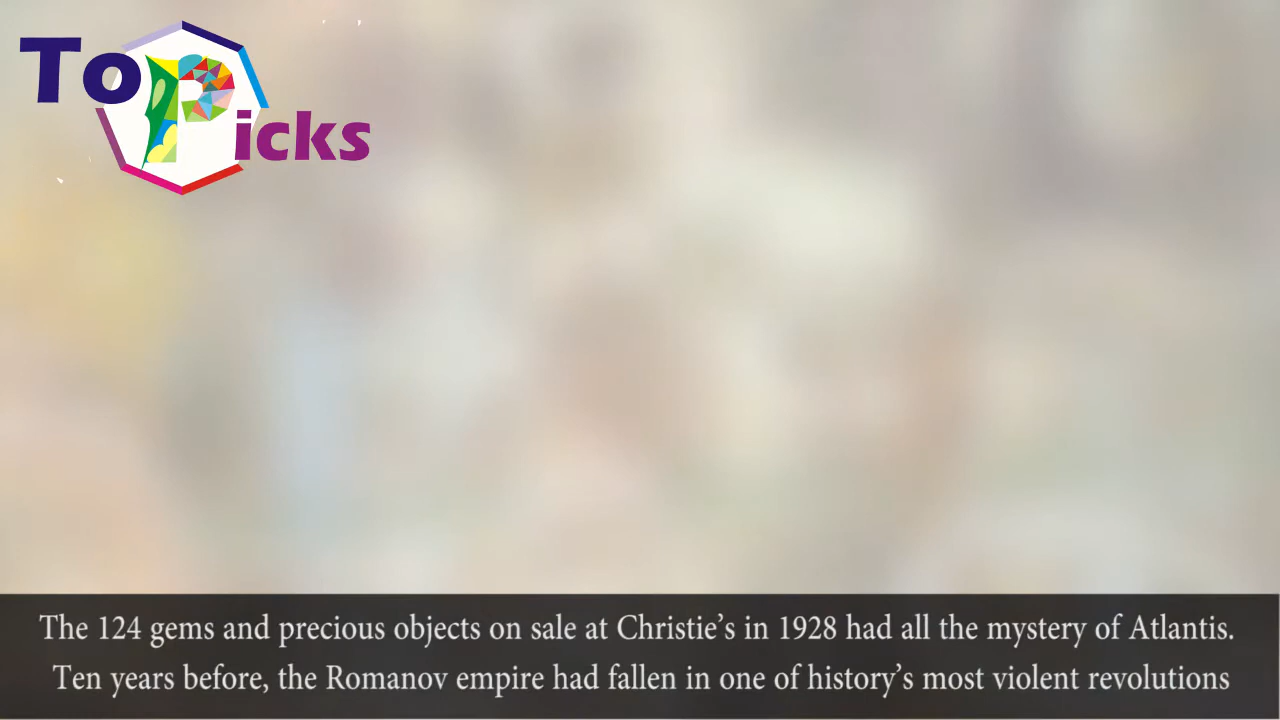 ToPicks
The 124 gems and precious objects on sale at Christie's in 1928 had all the mystery of Atlantis.
Ten years before, the Romanov empire had fallen in one of history's most violent revolutions